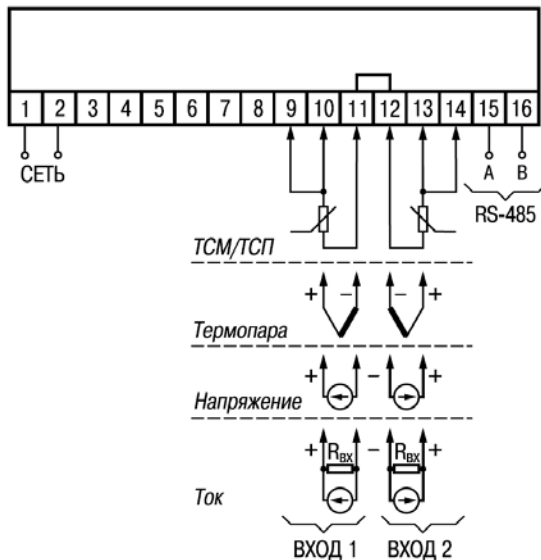 1 2 3 4 5 6 7 8 9 10 11 12 13 14 15 16
СЕТЬ
A B
RS-485
ТСМ/ТСП
+ − − +
Термопара
+ − +
Напряжение
+ Rвх − Rвх +
Ток
ВХОД 1 ВХОД 2